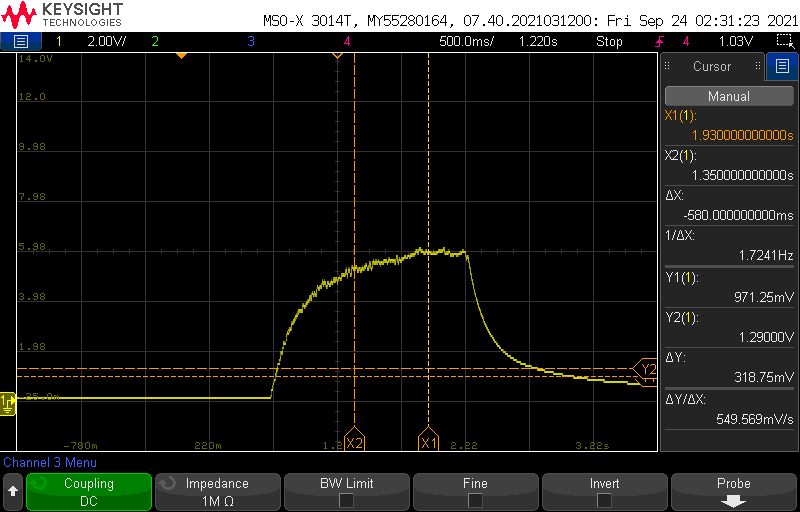 KEYSIGHT
TECHNOLOGIES
MSO-X 3014T, MY55280164, 07.40.2021031200: Fri Sep 24 02:31:23 2021
1 2.00V/ 2 3 4 500.0ms/ 1.220s Stop 4 1.03V
14.0V
12.0
9.98
7.98
5.98
3.98
1.98
-780m 220m 1.2 2.22 3.22s
X2 X1
Y2
Cursor
Manual
X1(1):
1.930000000000s
X2(1):
1.350000000000s
ΔX:
-580.000000000ms
1/ΔX:
1.7241Hz
Y1(1):
971.25mV
Y2(1):
1.29000V
ΔY:
318.75mV
ΔY/ΔX:
549.569mV/s
Channel 3 Menu
Coupling
DC
Impedance
1M Ω
BW Limit
Fine
Invert
Probe